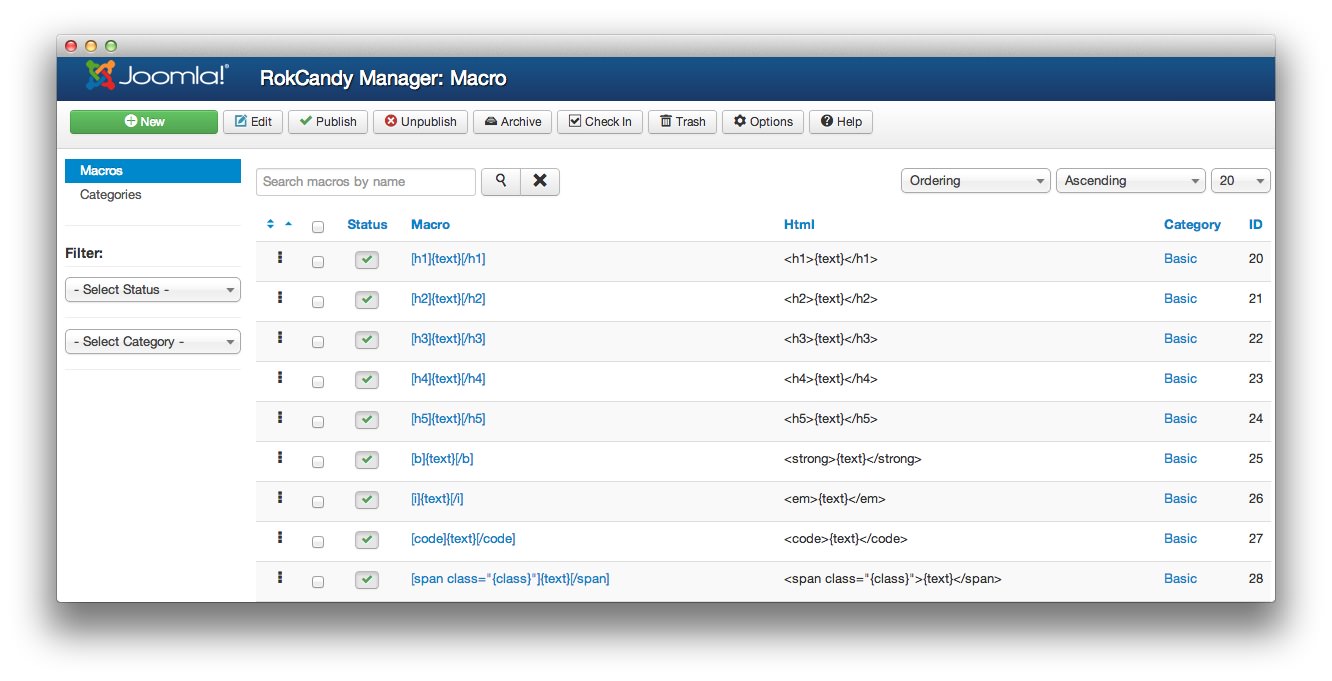 Joomla!® RokCandy Manager: Macro
New Edit Publish Unpublish Archive Check In Trash Options Help
Macros
Categories
Filter:
- Select Status -
- Select Category -
Search macros by name Ordering Ascending 20
Status Macro Html Category ID
[h1]{text}[/h1] <h1>{text}</h1> Basic 20
[h2]{text}[/h2] <h2>{text}</h2> Basic 21
[h3]{text}[/h3] <h3>{text}</h3> Basic 22
[h4]{text}[/h4] <h4>{text}</h4> Basic 23
[h5]{text}[/h5] <h5>{text}</h5> Basic 24
[b]{text}[/b] <strong>{text}</strong> Basic 25
[i]{text}[/i] <em>{text}</em> Basic 26
[code]{text}[/code] <code>{text}</code> Basic 27
[span class="{class}"]{text}[/span] <span class="{class}">{text}</span> Basic 28